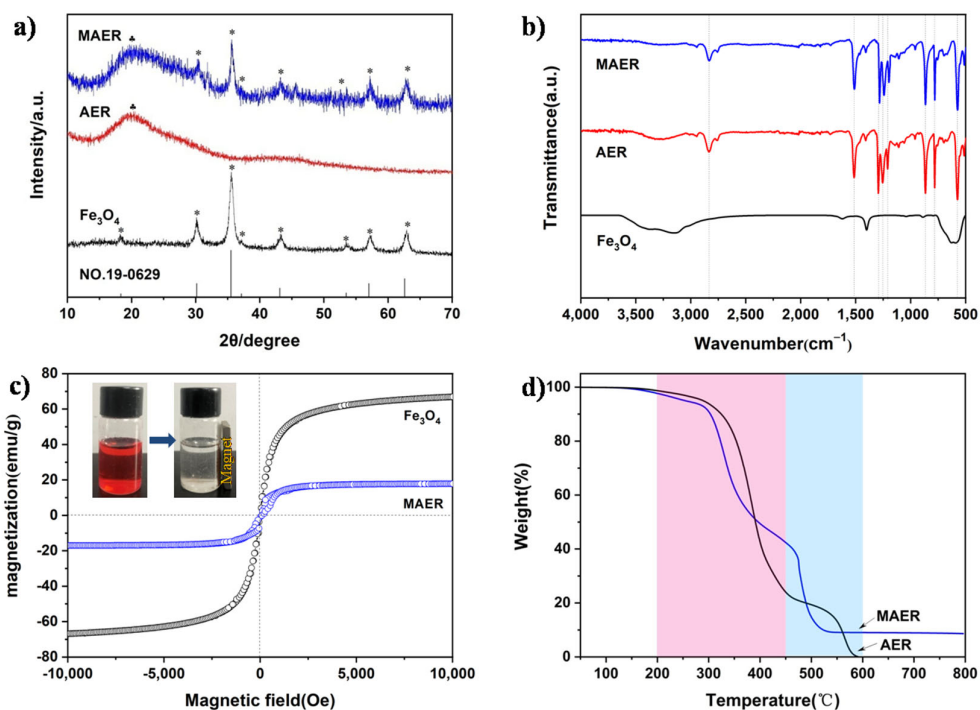 a)
MAER
♣
*
*
*
*
*
*
*
AER
♣
Fe₃O₄
*
*
*
*
*
*
*
*
NO.19-0629
Intensity/a.u.
10 20 30 40 50 60 70
2θ/degree
b)
MAER
AER
Fe₃O₄
Transmittance(a.u.)
4,000 3,500 3,000 2,500 2,000 1,500 1,000 500
Wavenumber(cm⁻¹)
c)
80
60
40
20
0
-20
-40
-60
-80
magnetization(emu/g)
Magnet
Fe₃O₄
MAER
-10,000 -5,000 0 5,000 10,000
Magnetic field(Oe)
d)
100
80
60
40
20
0
Weight(%)
MAER
AER
100 200 300 400 500 600 700 800
Temperature(℃)